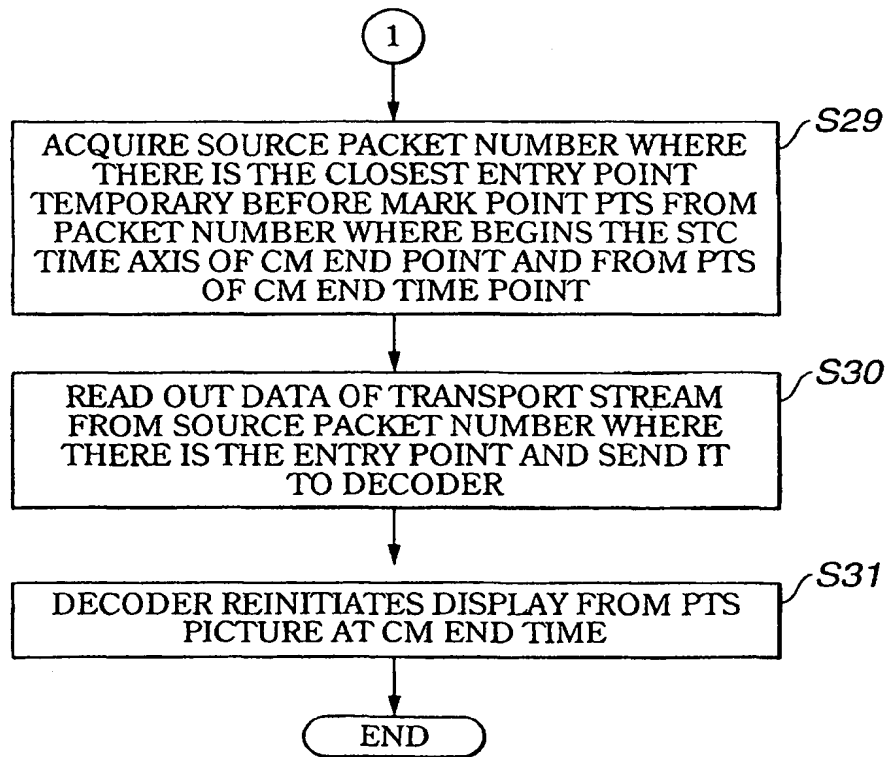 1
S29
ACQUIRE SOURCE PACKET NUMBER WHERE
THERE IS THE CLOSEST ENTRY POINT
TEMPORARY BEFORE MARK POINT PTS FROM
PACKET NUMBER WHERE BEGINS THE STC
TIME AXIS OF CM END POINT AND FROM PTS
OF CM END TIME POINT
S30
READ OUT DATA OF TRANSPORT STREAM
FROM SOURCE PACKET NUMBER WHERE
THERE IS THE ENTRY POINT AND SEND IT
TO DECODER
S31
DECODER REINITIATES DISPLAY FROM PTS
PICTURE AT CM END TIME
END